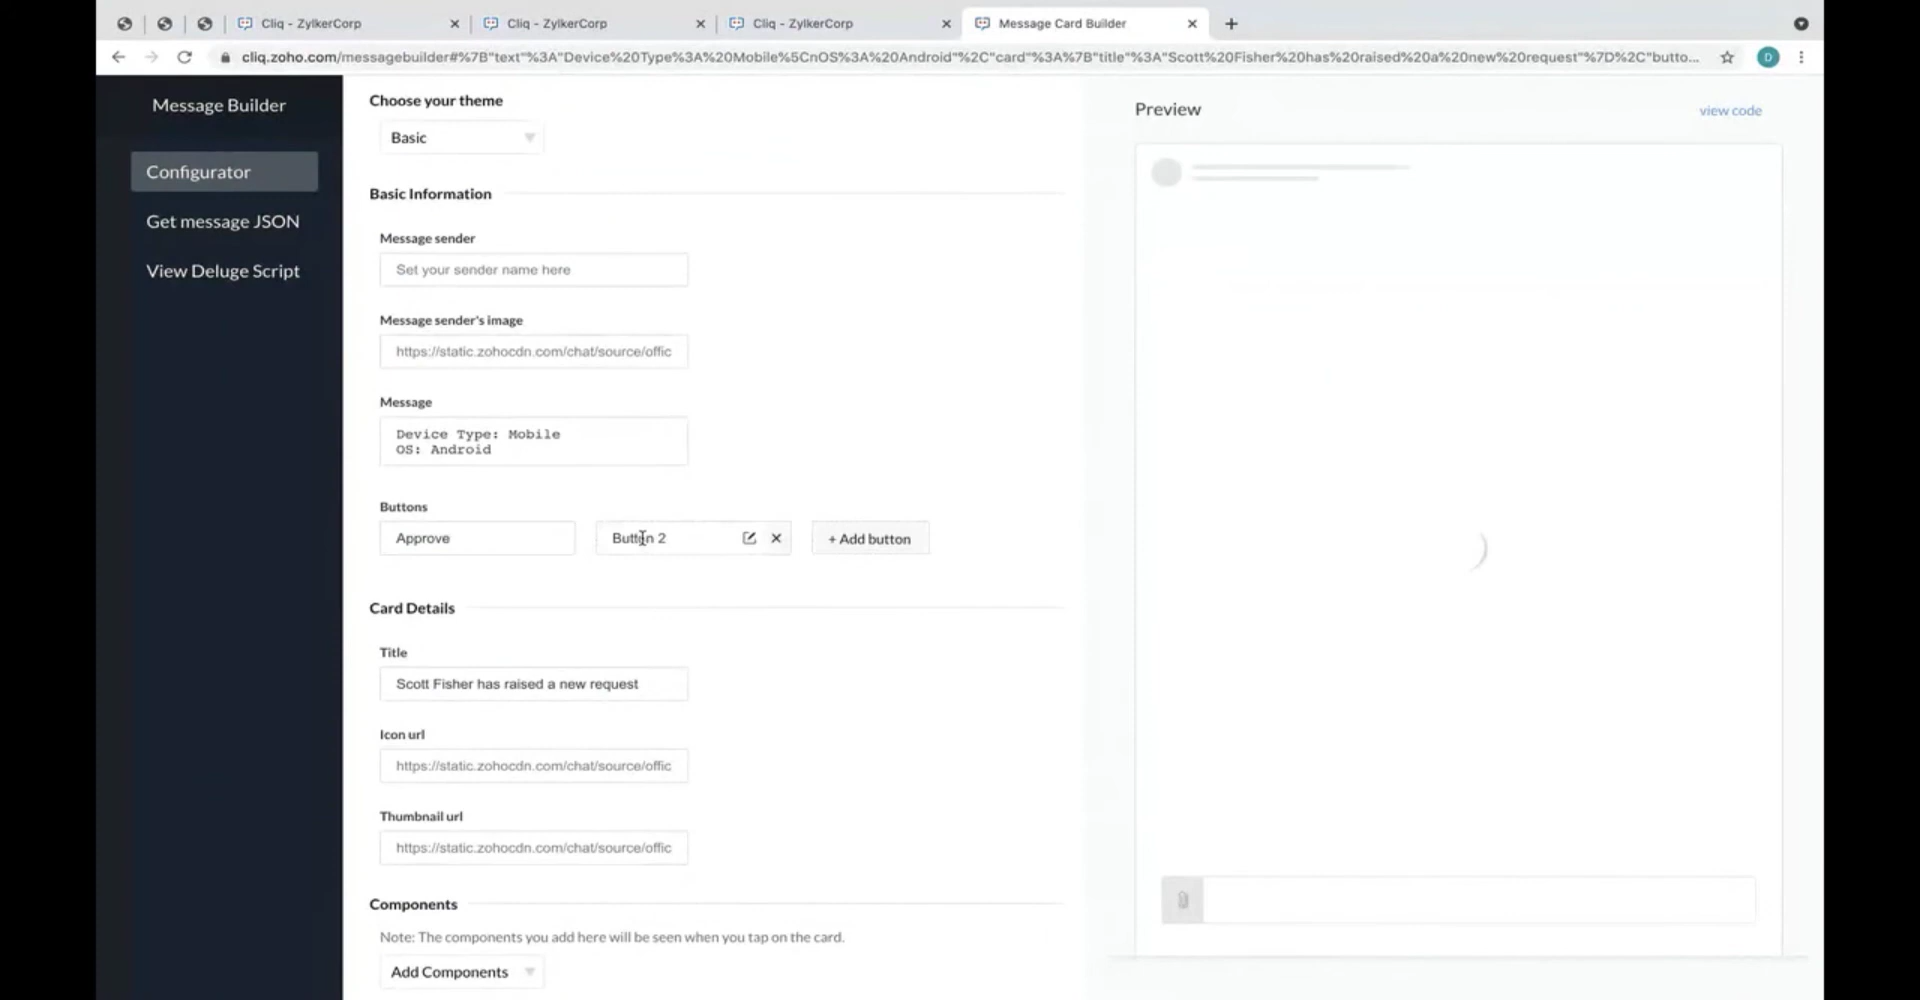 Cliq - ZylkerCorp
Cliq - ZylkerCorp
Cliq - ZylkerCorp
Message Card Builder
cliq.zoho.com/messagebuilder#%7B"text"%3A"Device%20Type%3A%20Mobile%5CnOS%3A%20Android"%2C"card"%3A%7B"title"%3A"Scott%20Fisher%20has%20raised%20a%20new%20request"%7D%2C"butto...
D
Message Builder
Configurator
Get message JSON
View Deluge Script
Choose your theme
Basic
Basic Information
Message sender
Set your sender name here
Message sender's image
https://static.zohocdn.com/chat/source/offic
Message
Device Type: Mobile
OS: Android
Buttons
Approve
Button 2
+ Add button
Card Details
Title
Scott Fisher has raised a new request
Icon url
https://static.zohocdn.com/chat/source/offic
Thumbnail url
https://static.zohocdn.com/chat/source/offic
Components
Note: The components you add here will be seen when you tap on the card.
Add Components
Preview
view code